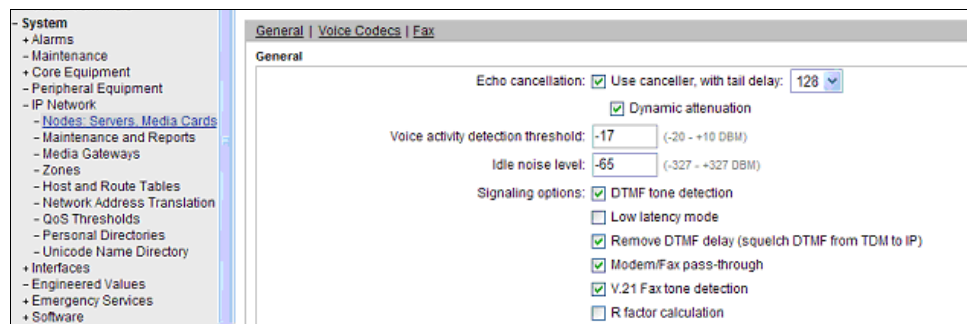 – System
+ Alarms
– Maintenance
+ Core Equipment
– Peripheral Equipment
– IP Network
– Nodes: Servers, Media Cards
– Maintenance and Reports
– Media Gateways
– Zones
– Host and Route Tables
– Network Address Translation
– QoS Thresholds
– Personal Directories
– Unicode Name Directory
+ Interfaces
– Engineered Values
+ Emergency Services
+ Software
General | Voice Codecs | Fax
General
Echo cancellation: Use canceller, with tail delay: 128
Dynamic attenuation
Voice activity detection threshold: -17 (-20 - +10 DBM)
Idle noise level: -65 (-327 - +327 DBM)
Signaling options: DTMF tone detection
Low latency mode
Remove DTMF delay (squelch DTMF from TDM to IP)
Modem/Fax pass-through
V.21 Fax tone detection
R factor calculation